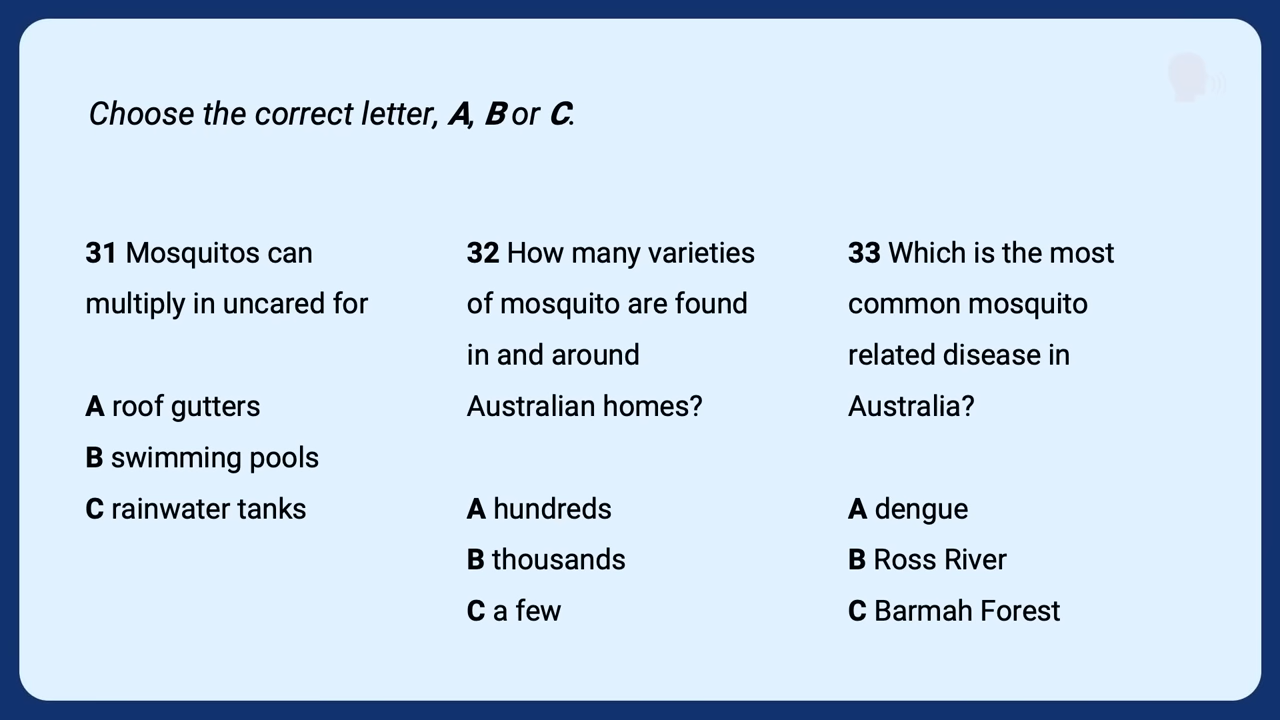 Choose the correct letter, A, B or C.
31 Mosquitos can
multiply in uncared for
A roof gutters
B swimming pools
C rainwater tanks
32 How many varieties
of mosquito are found
in and around
Australian homes?
A hundreds
B thousands
C a few
33 Which is the most
common mosquito
related disease in
Australia?
A dengue
B Ross River
C Barmah Forest